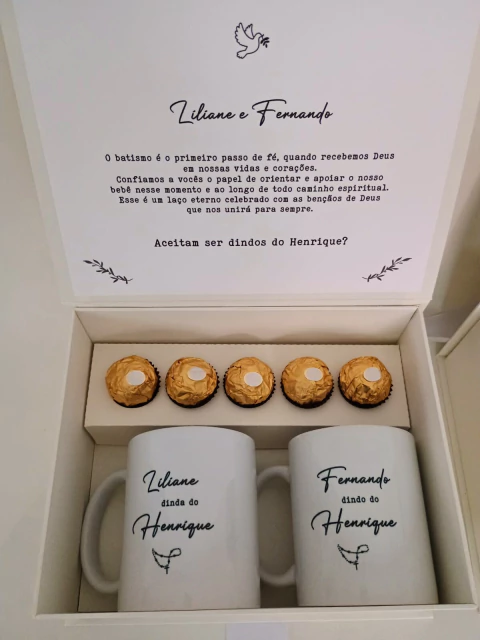 Liliane e Fernando
O batismo é o primeiro passo de fé, quando recebemos Deus
em nossas vidas e corações.
Confiamos a vocês o papel de orientar e apoiar o nosso
bebê nesse momento e ao longo de todo caminho espiritual.
Esse é um laço eterno celebrado com as bençãos de Deus
que nos unirá para sempre.
Aceitam ser dindos do Henrique?
Liliane
dinda do
Henrique
Fernando
dindo do
Henrique